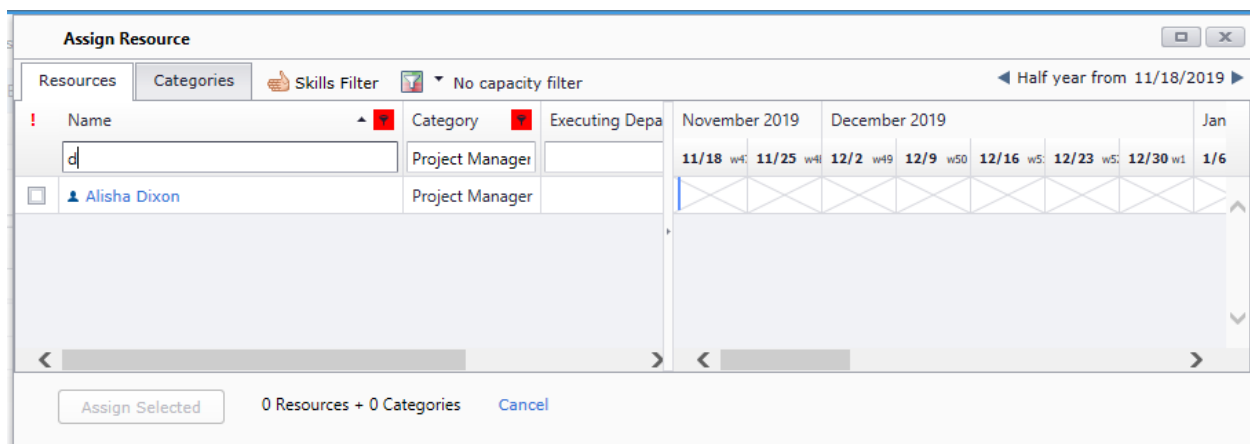 Assign Resource
Resources Categories Skills Filter No capacity filter Half year from 11/18/2019
! Name Category Executing Depa November 2019 December 2019 Jan
d Project Manager 11/18 11/25 12/2 w49 12/9 w50 12/16 12/23 12/30 w1 1/6
Alisha Dixon Project Manager
Assign Selected 0 Resources + 0 Categories Cancel